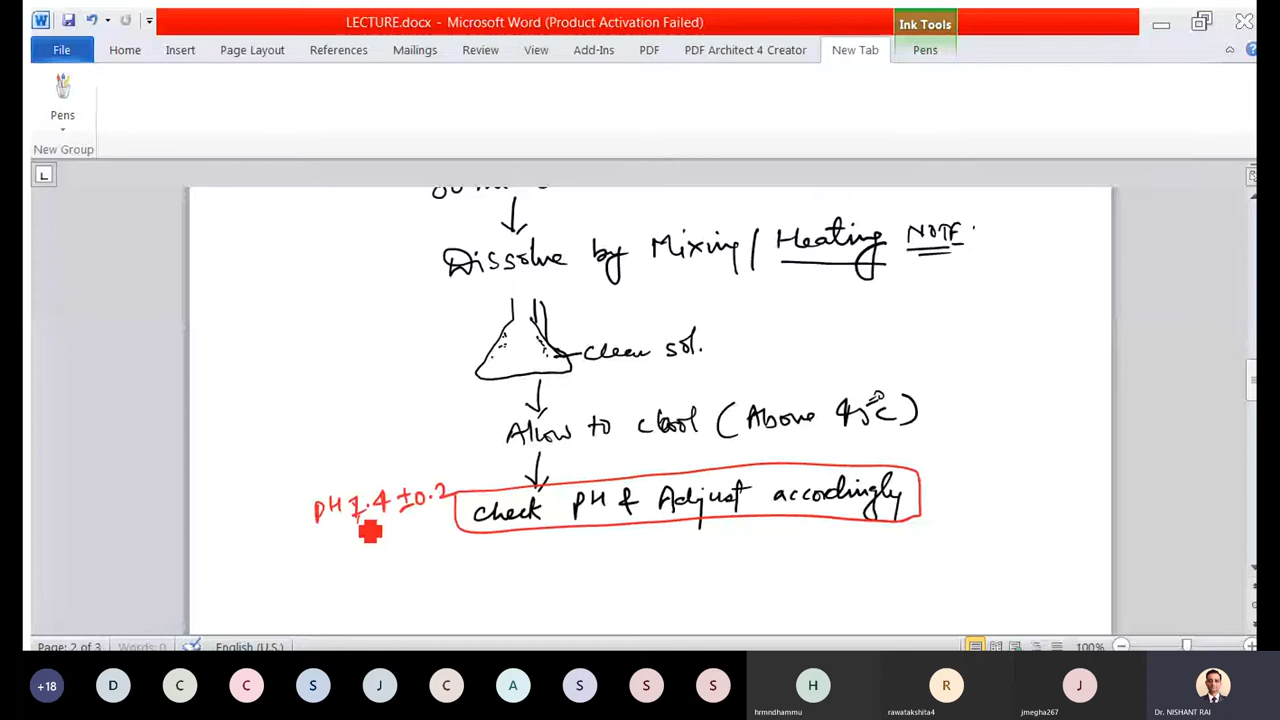 LECTURE.docx - Microsoft Word (Product Activation Failed)
Ink Tools
File Home Insert Page Layout References Mailings Review View Add-Ins PDF PDF Architect 4 Creator New Tab Pens
Pens
New Group
Dissolve by Mixing/ Heating NOTE
clear sol.
Allow to cool (Above 45°C)
pH 7.4 ±0.2
check pH & Adjust accordingly
Page: 2 of 3 Words: 0 English (U.S.) 100%
+18 D C C S J C A S S S H R J
hrmndhammu rawatakshita4 jmegha267 Dr. NISHANT RAI